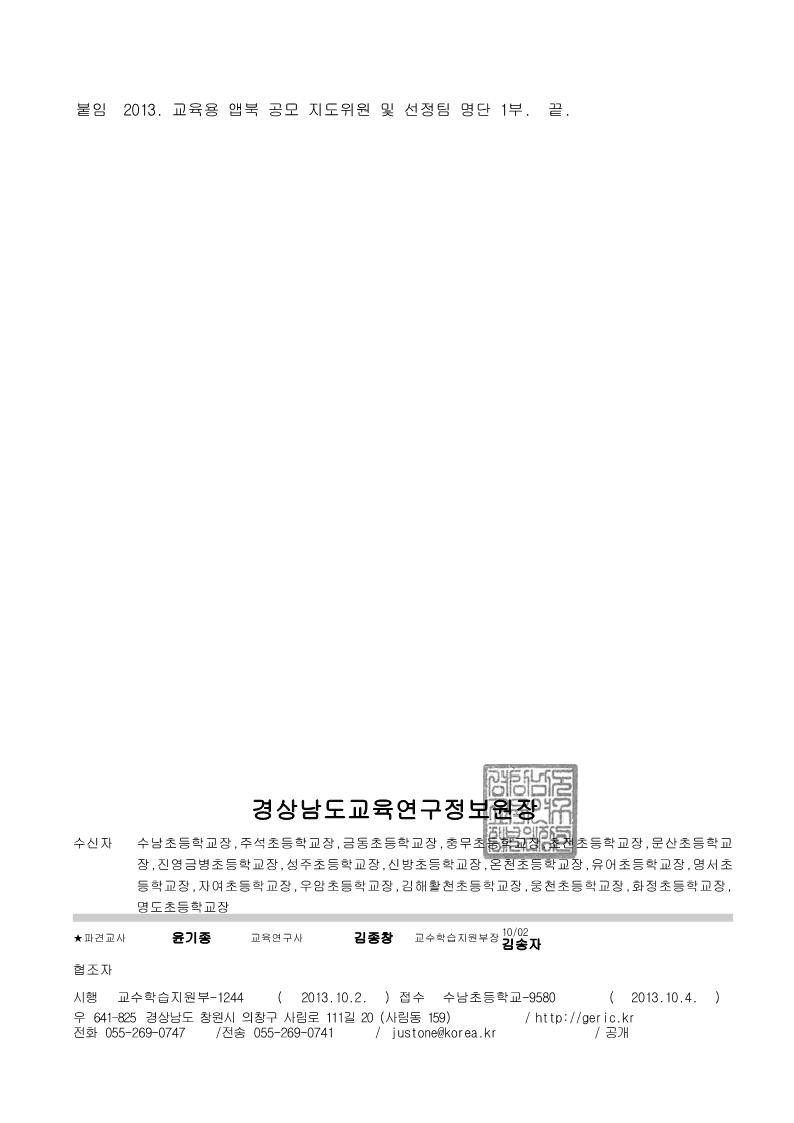 붙임  2013. 교육용 앱북 공모 지도위원 및 선정팀 명단 1부.  끝.
경상남도교육연구정보원장
수신자 수남초등학교장,주석초등학교장,금동초등학교장,충무초등학교장,초전초등학교장,문산초등학교
장,진영금병초등학교장,성주초등학교장,신방초등학교장,온천초등학교장,유어초등학교장,명서초
등학교장,자여초등학교장,우암초등학교장,김해활천초등학교장,웅천초등학교장,화정초등학교장,
명도초등학교장
★파견교사 윤기종 교육연구사 김종창 교수학습지원부장 10/02 김송자
협조자
시행 교수학습지원부-1244 ( 2013.10.2. ) 접수 수남초등학교-9580 ( 2013.10.4. )
우 641-825 경상남도 창원시 의창구 사림로 111길 20 (사림동 159) / http://geric.kr
전화 055-269-0747 /전송 055-269-0741 / justone@korea.kr / 공개